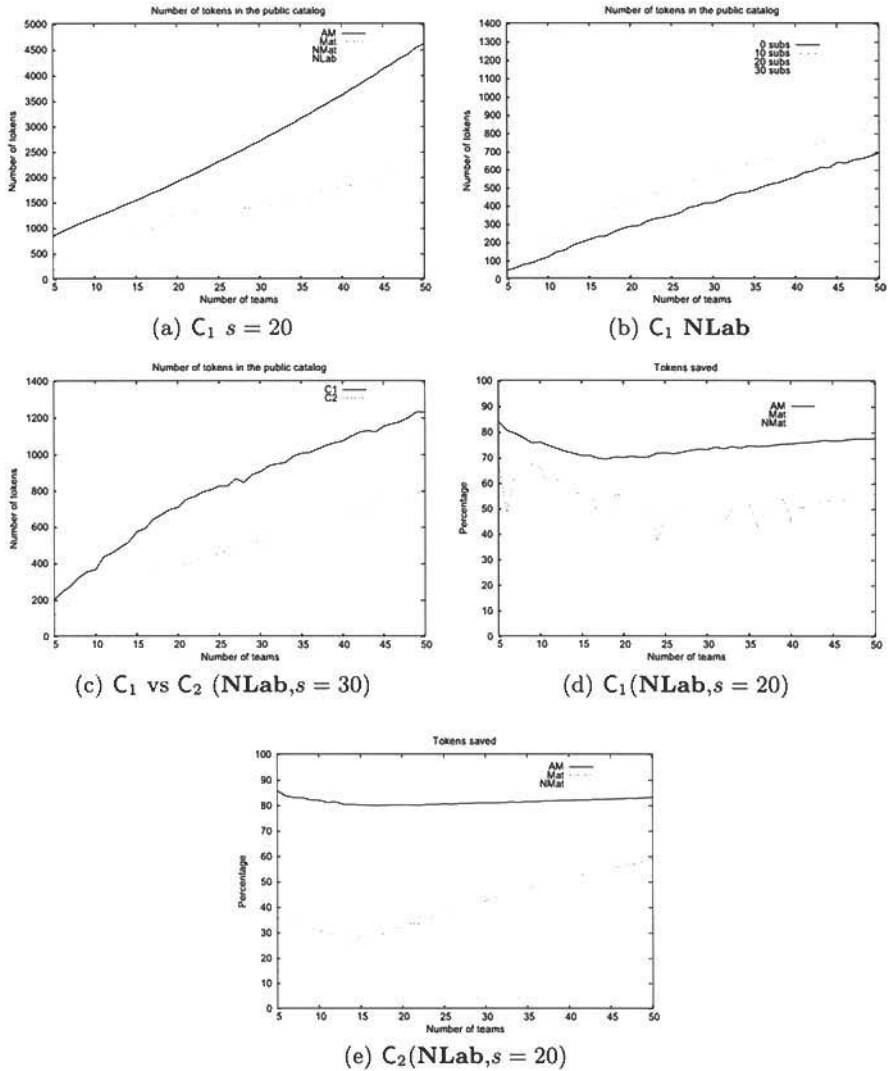 Number of tokens in the public catalog
5000
4500
4000
3500
3000
2500
2000
1500
1000
500
0
Number of tokens
AM
Mat
NMat
NLab
5 10 15 20 25 30 35 40 45 50
Number of teams
(a) C₁ s = 20
Number of tokens in the public catalog
1400
1300
1200
1100
1000
900
800
700
600
500
400
300
200
100
0
Number of tokens
0 subs
10 subs
20 subs
30 subs
5 10 15 20 25 30 35 40 45 50
Number of teams
(b) C₁ NLab
Number of tokens in the public catalog
1400
1200
1000
800
600
400
200
0
Number of tokens
C1
C2
5 10 15 20 25 30 35 40 45 50
Number of teams
(c) C₁ vs C₂ (NLab,s = 30)
Tokens saved
100
90
80
70
60
50
40
30
20
10
0
Percentage
AM
Mat
NMat
5 10 15 20 25 30 35 40 45 50
Number of teams
(d) C₁(NLab,s = 20)
Tokens saved
100
90
80
70
60
50
40
30
20
10
0
Percentage
AM
Mat
NMat
5 10 15 20 25 30 35 40 45 50
Number of teams
(e) C₂(NLab,s = 20)